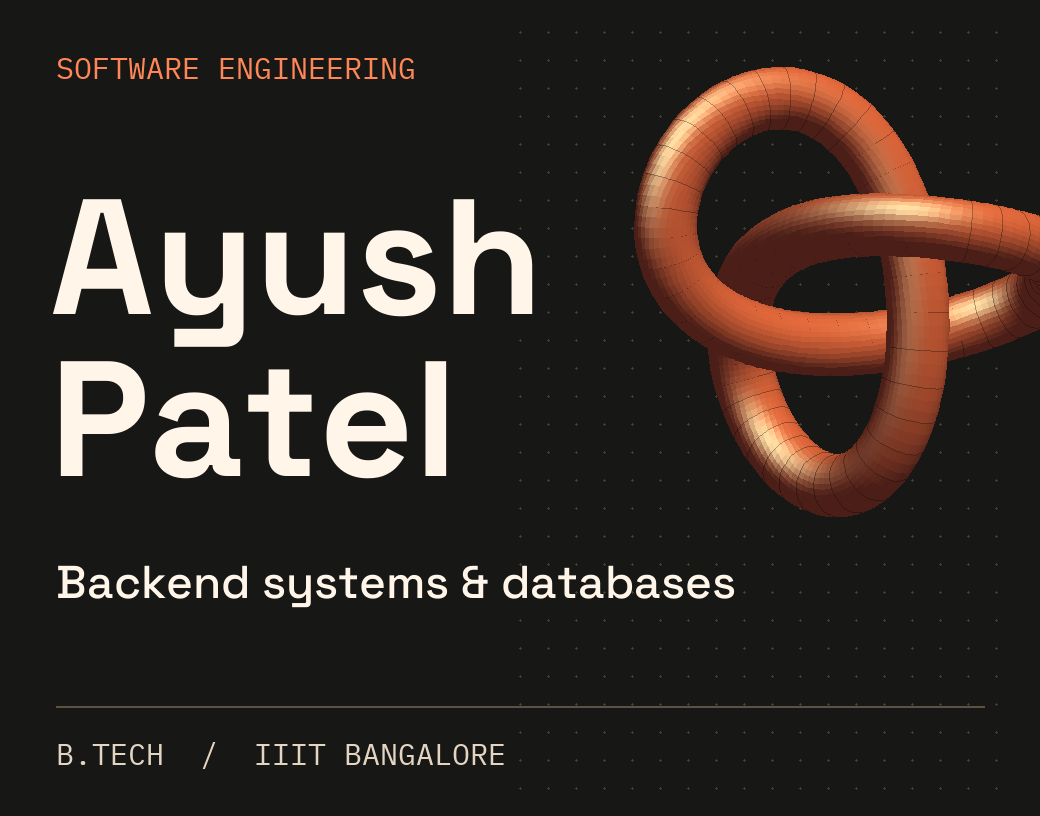 SOFTWARE ENGINEERING
Ayush
Patel
Backend systems & databases
B.TECH / IIIT BANGALORE